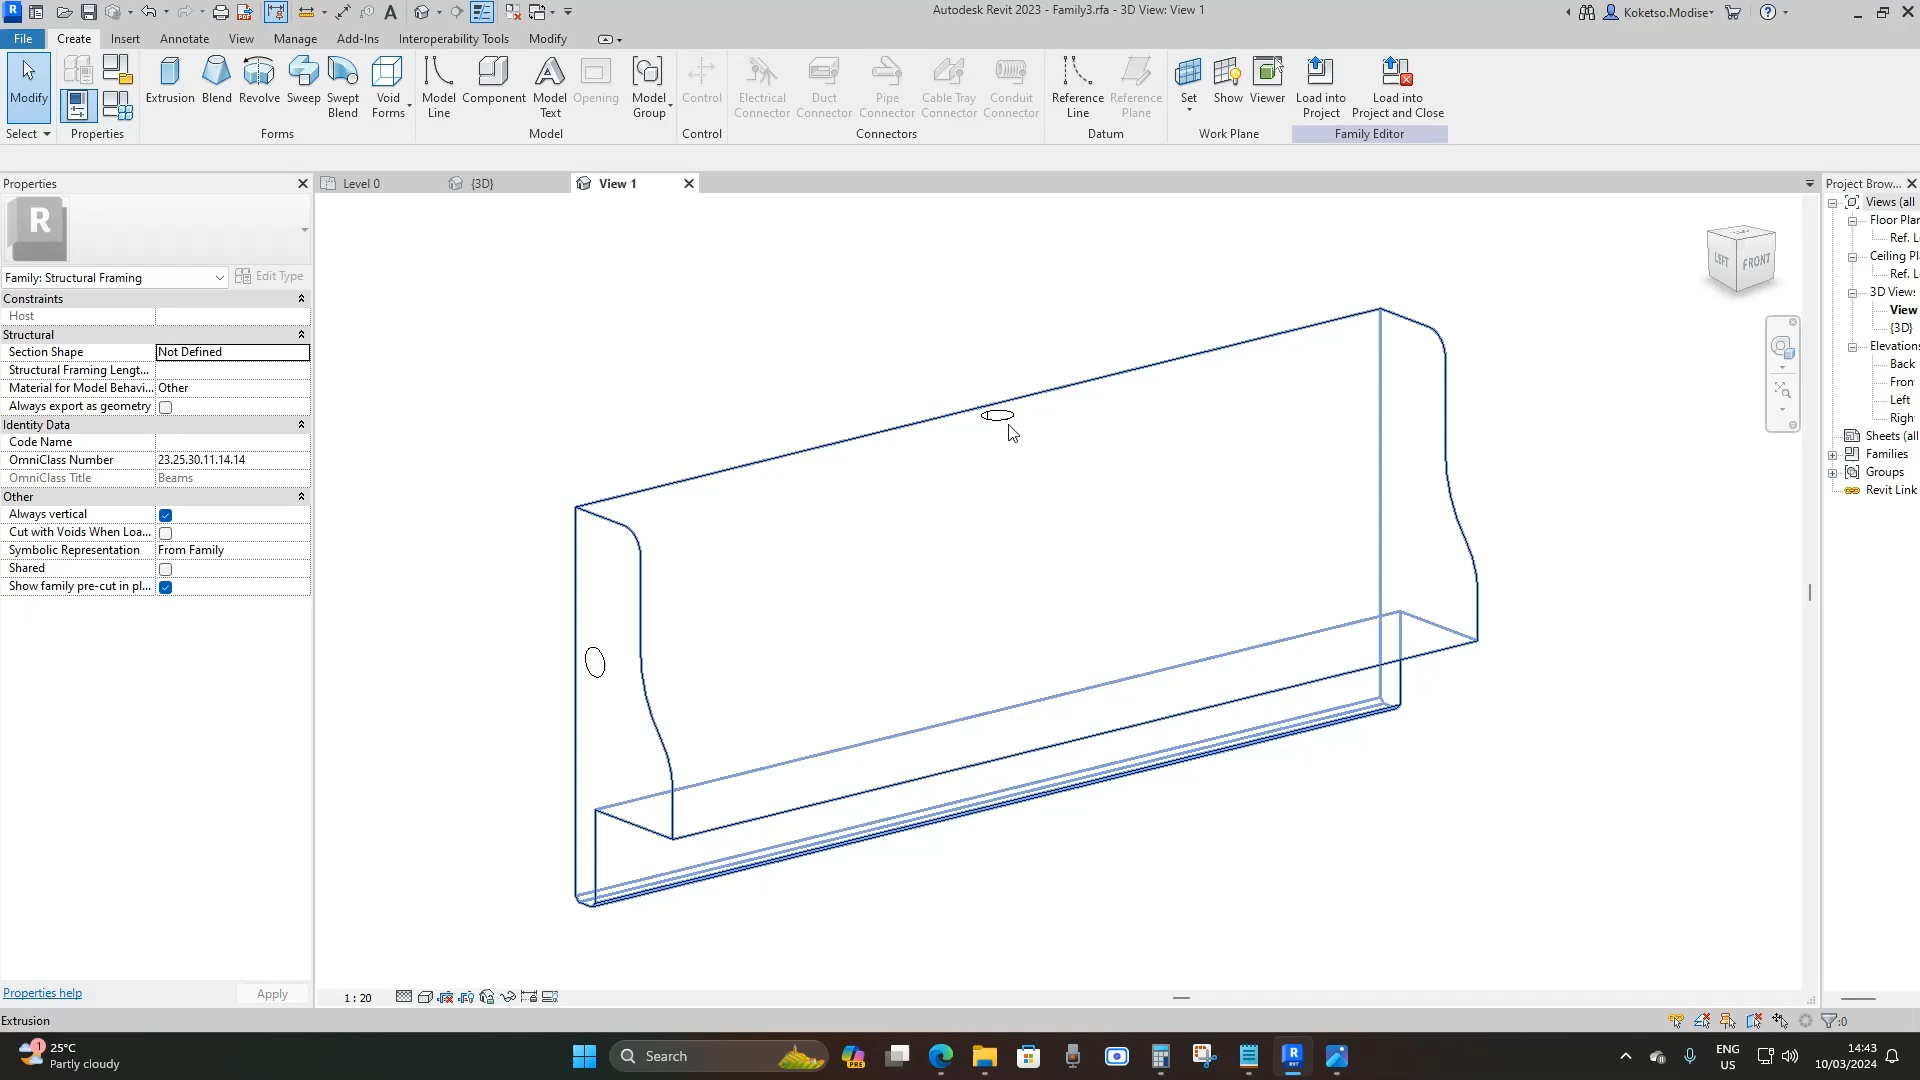 Autodesk Revit 2023 - Family3.rfa - 3D View: View 1
Koketso.Modise
File Create Insert Annotate View Manage Add-Ins Interoperability Tools Modify
Modify
Extrusion Blend Revolve Sweep Swept Blend Void Forms
Model Line Component Model Text Opening Model Group
Control
Electrical Connector Duct Connector Pipe Connector Cable Tray Connector Conduit Connector
Reference Line Reference Plane
Set Show Viewer
Load into Project Load into Project and Close
Select Properties Forms Model Control Connectors Datum Work Plane Family Editor
Properties
Level 0 {3D} View 1
R
Family: Structural Framing Edit Type
Constraints
Host
Structural
Section Shape Not Defined
Structural Framing Lengt...
Material for Model Behavi... Other
Always export as geometry
Identity Data
Code Name
OmniClass Number 23.25.30.11.14.14
OmniClass Title Beams
Other
Always vertical
Cut with Voids When Loa...
Symbolic Representation From Family
Shared
Show family pre-cut in pl...
Properties help Apply
LEFT FRONT
Project Brow...
Views (all
Floor Plan
Ref. L
Ceiling Pl
Ref. L
3D Views
View
{3D}
Elevations
Back
Fron
Left
Righ
Sheets (all
Families
Groups
Revit Link
1 : 20
Extrusion
:0
25°C
Partly cloudy
Search
ENG
US
14:43
10/03/2024